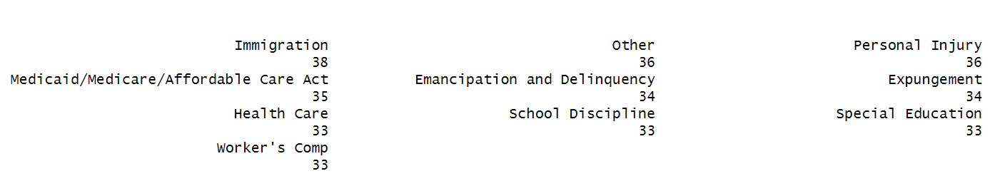 Immigration Other Personal Injury
38 36 36
Medicaid/Medicare/Affordable Care Act Emancipation and Delinquency Expungement
35 34 34
Health Care School Discipline Special Education
33 33 33
Worker's Comp
33